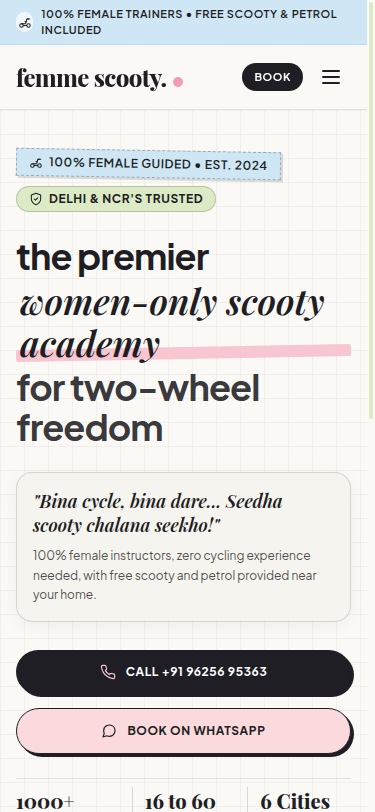 100% FEMALE TRAINERS • FREE SCOOTY & PETROL
INCLUDED
femme scooty.
BOOK
100% FEMALE GUIDED • EST. 2024
DELHI & NCR'S TRUSTED
the premier
women-only scooty
academy
for two-wheel
freedom
"Bina cycle, bina dare... Seedha
scooty chalana seekho!"
100% female instructors, zero cycling experience
needed, with free scooty and petrol provided near
your home.
CALL +91 96256 95363
BOOK ON WHATSAPP
1000+ 16 to 60 6 Cities